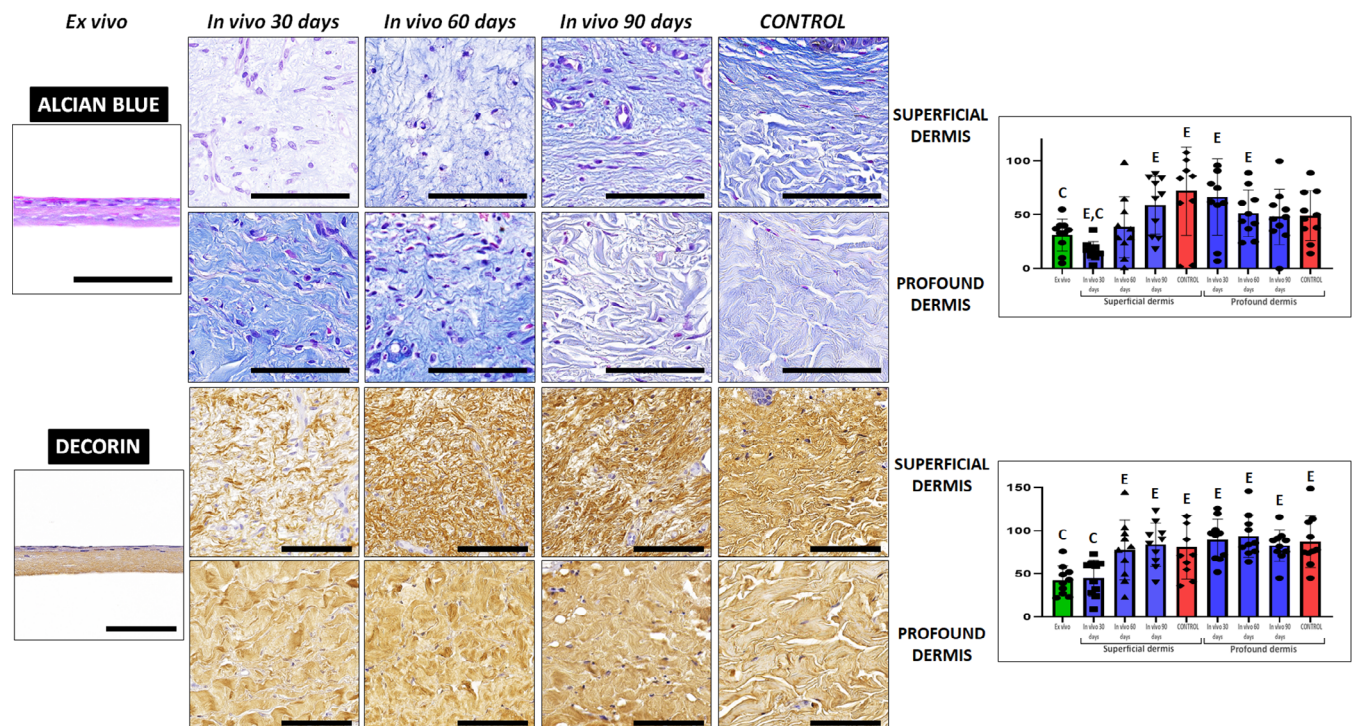 Ex vivo
In vivo 30 days
In vivo 60 days
In vivo 90 days
CONTROL
ALCIAN BLUE
SUPERFICIAL
DERMIS
PROFOUND
DERMIS
100
50
0
C
E,C
E
E
E
E
Ex vivo
In vivo 30
days
In vivo 60
days
In vivo 90
days
CONTROL
In vivo 30
days
In vivo 60
days
In vivo 90
days
CONTROL
Superficial dermis
Profound dermis
DECORIN
SUPERFICIAL
DERMIS
PROFOUND
DERMIS
150
100
50
0
C
C
E
E
E
E
E
E
E
Ex vivo
In vivo 30
days
In vivo 60
days
In vivo 90
days
CONTROL
In vivo 30
days
In vivo 60
days
In vivo 90
days
CONTROL
Superficial dermis
Profound dermis